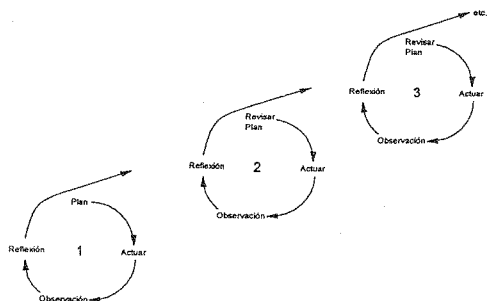 etc.
Revisar
Plan
Reflexión
3
Actuar
Observación
Revisar
Plan
Reflexión
2
Actuar
Observación
Plan
Reflexión
1
Actuar
Observación